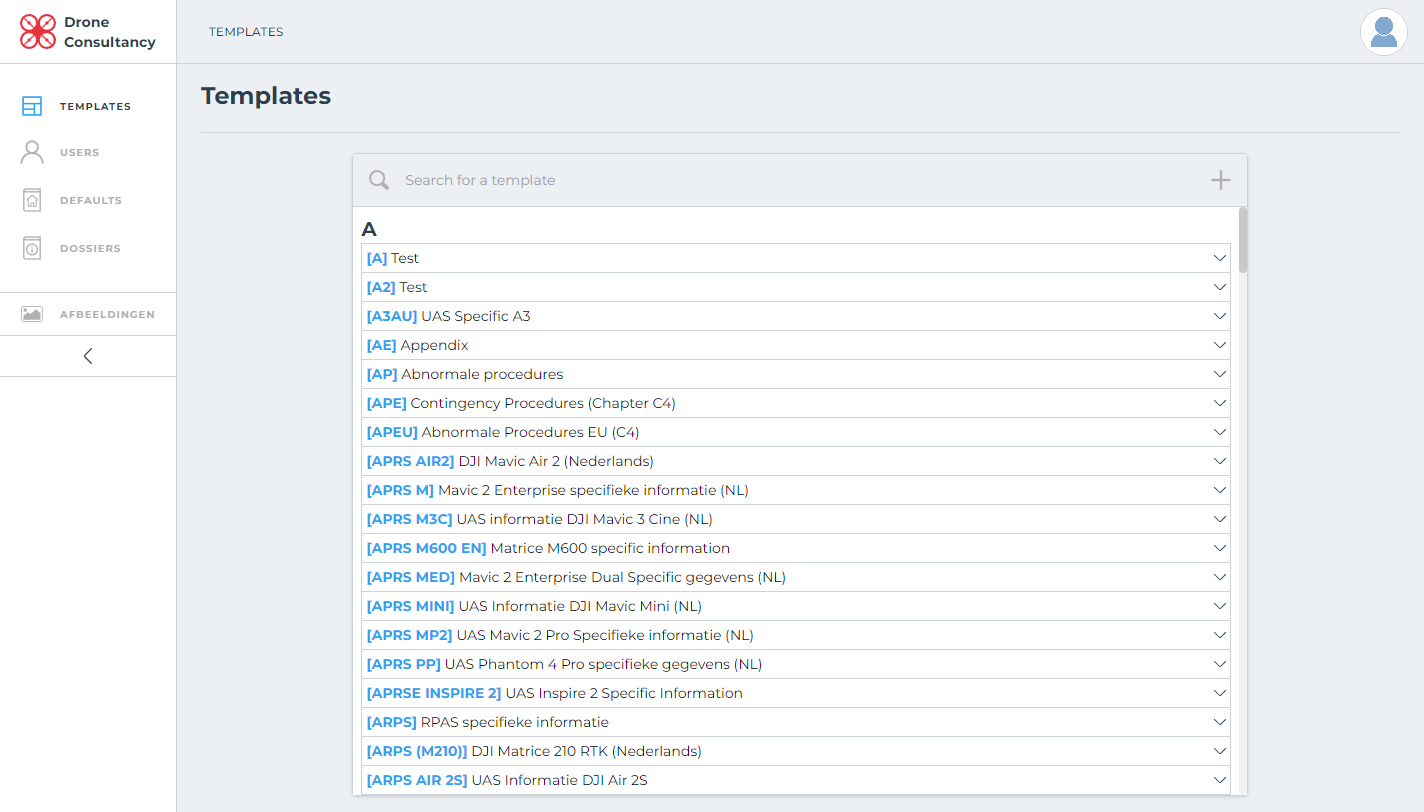 Drone
Consultancy
TEMPLATES
TEMPLATES
USERS
DEFAULTS
DOSSIERS
AFBEELDINGEN
Templates
Search for a template
A
[A] Test
[A2] Test
[A3AU] UAS Specific A3
[AE] Appendix
[AP] Abnormale procedures
[APE] Contingency Procedures (Chapter C4)
[APEU] Abnormale Procedures EU (C4)
[APRS AIR2] DJI Mavic Air 2 (Nederlands)
[APRS M] Mavic 2 Enterprise specifieke informatie (NL)
[APRS M3C] UAS informatie DJI Mavic 3 Cine (NL)
[APRS M600 EN] Matrice M600 specific information
[APRS MED] Mavic 2 Enterprise Dual Specific gegevens (NL)
[APRS MINI] UAS Informatie DJI Mavic Mini (NL)
[APRS MP2] UAS Mavic 2 Pro Specifieke informatie (NL)
[APRS PP] UAS Phantom 4 Pro specifieke gegevens (NL)
[APRSE INSPIRE 2] UAS Inspire 2 Specific Information
[ARPS] RPAS specifieke informatie
[ARPS (M210)] DJI Matrice 210 RTK (Nederlands)
[ARPS AIR 2S] UAS Informatie DJI Air 2S